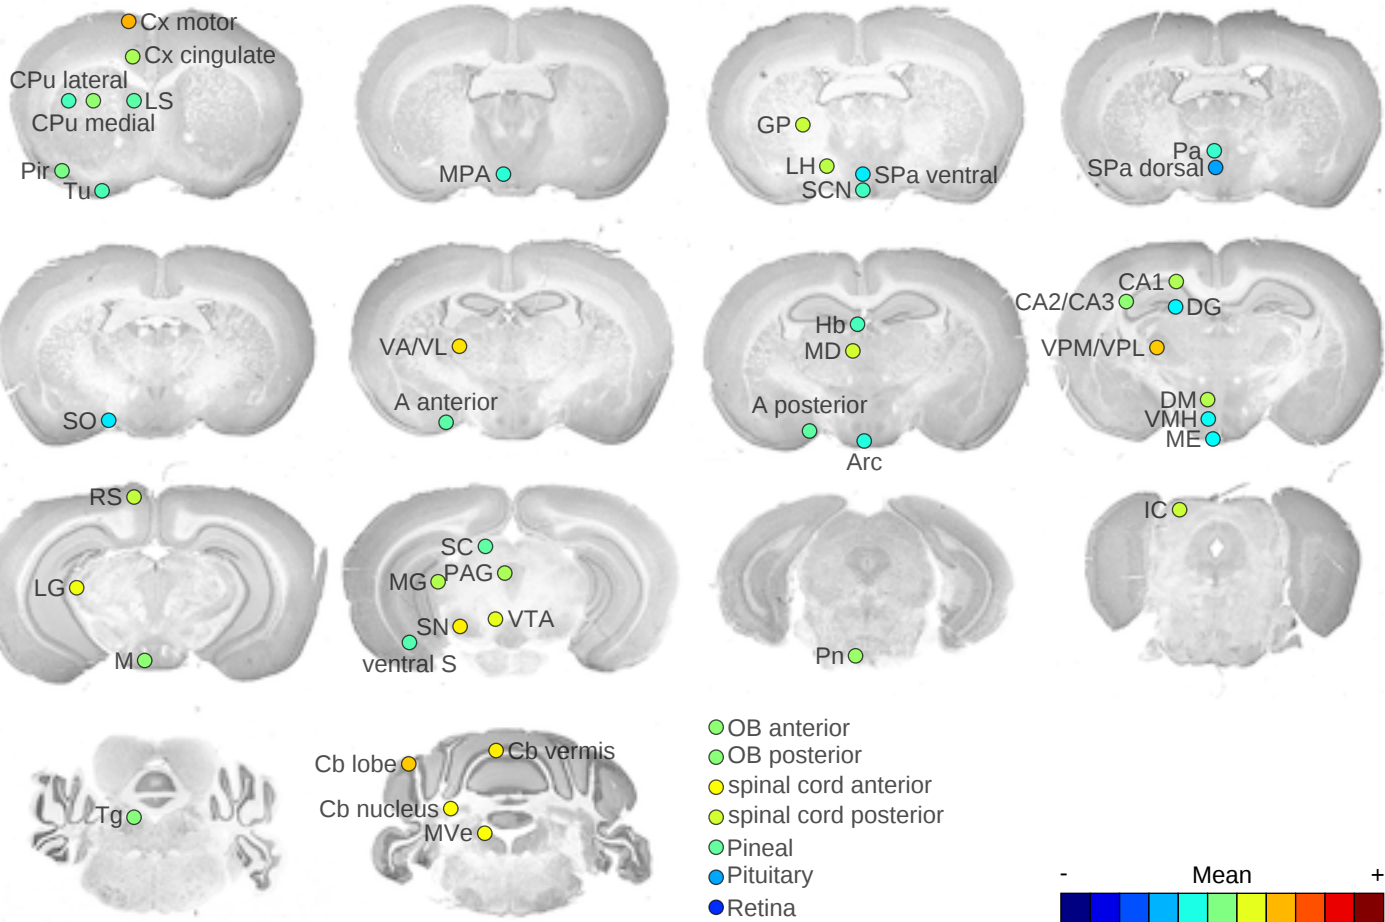 Cx motor
Cx cingulate
CPu lateral
LS
CPu medial
Pir
Tu
MPA
GP
LH
SPa ventral
SCN
Pa
SPa dorsal
SO
VA/VL
A anterior
Hb
MD
A posterior
Arc
CA1
CA2/CA3
DG
VPM/VPL
DM
VMH
ME
RS
LG
M
SC
MG
PAG
SN
VTA
ventral S
Pn
IC
Tg
Cb lobe
Cb vermis
Cb nucleus
MVe
OB anterior
OB posterior
spinal cord anterior
spinal cord posterior
Pineal
Pituitary
Retina
- Mean +